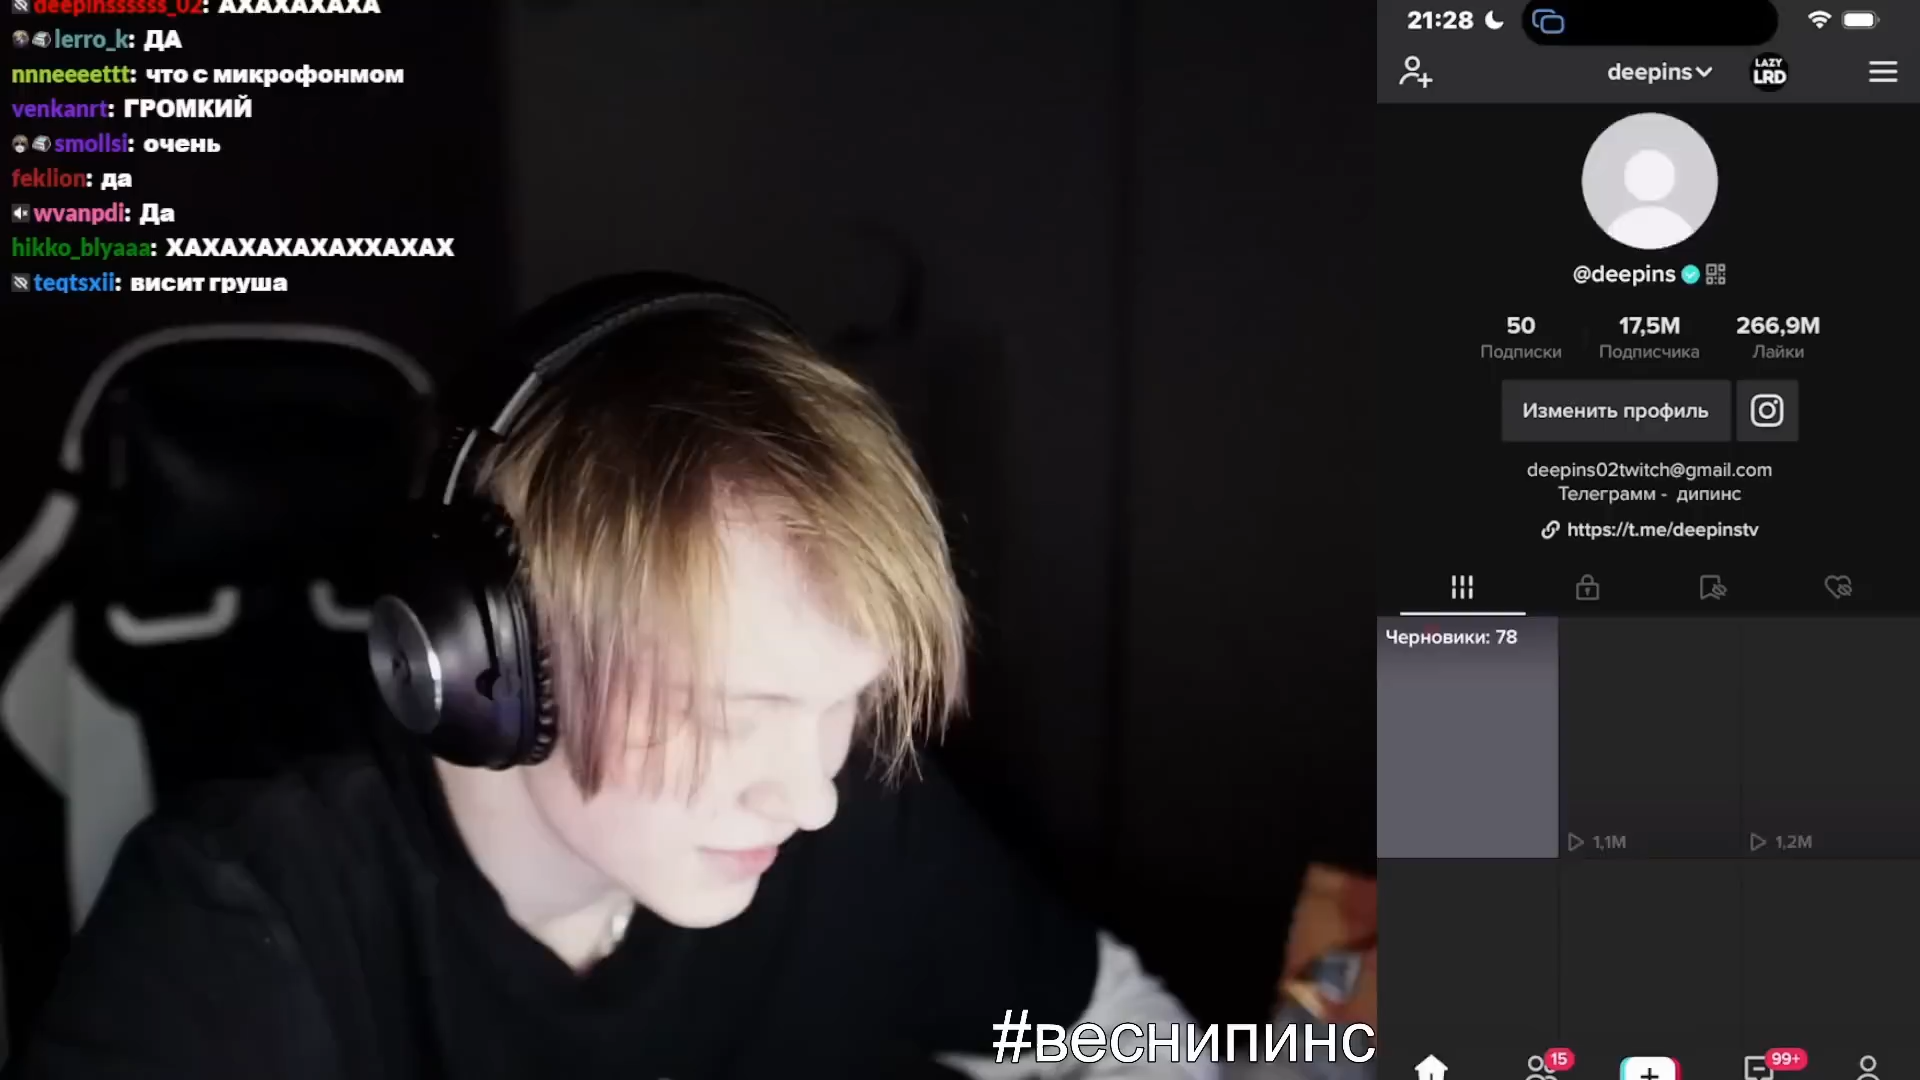 deepinssssss_02: АХАХАХАХА
lerro_k: ДА
nnneeeettt: что с микрофонмом
venkanrt: ГРОМКИЙ
smollsi: очень
feklion: да
wvanpdi: Да
hikko_blyaaa: ХАХАХАХАХАХХАХАХ
teqtsxii: висит груша
#веснипинс
21:28
deepins
LAZY
LRD
@deepins
50 17,5M 266,9M
Подписки Подписчика Лайки
Изменить профиль
deepins02twitch@gmail.com
Телеграмм - дипинс
https://t.me/deepinstv
Черновики: 78
1,1M 1,2M
15 99+